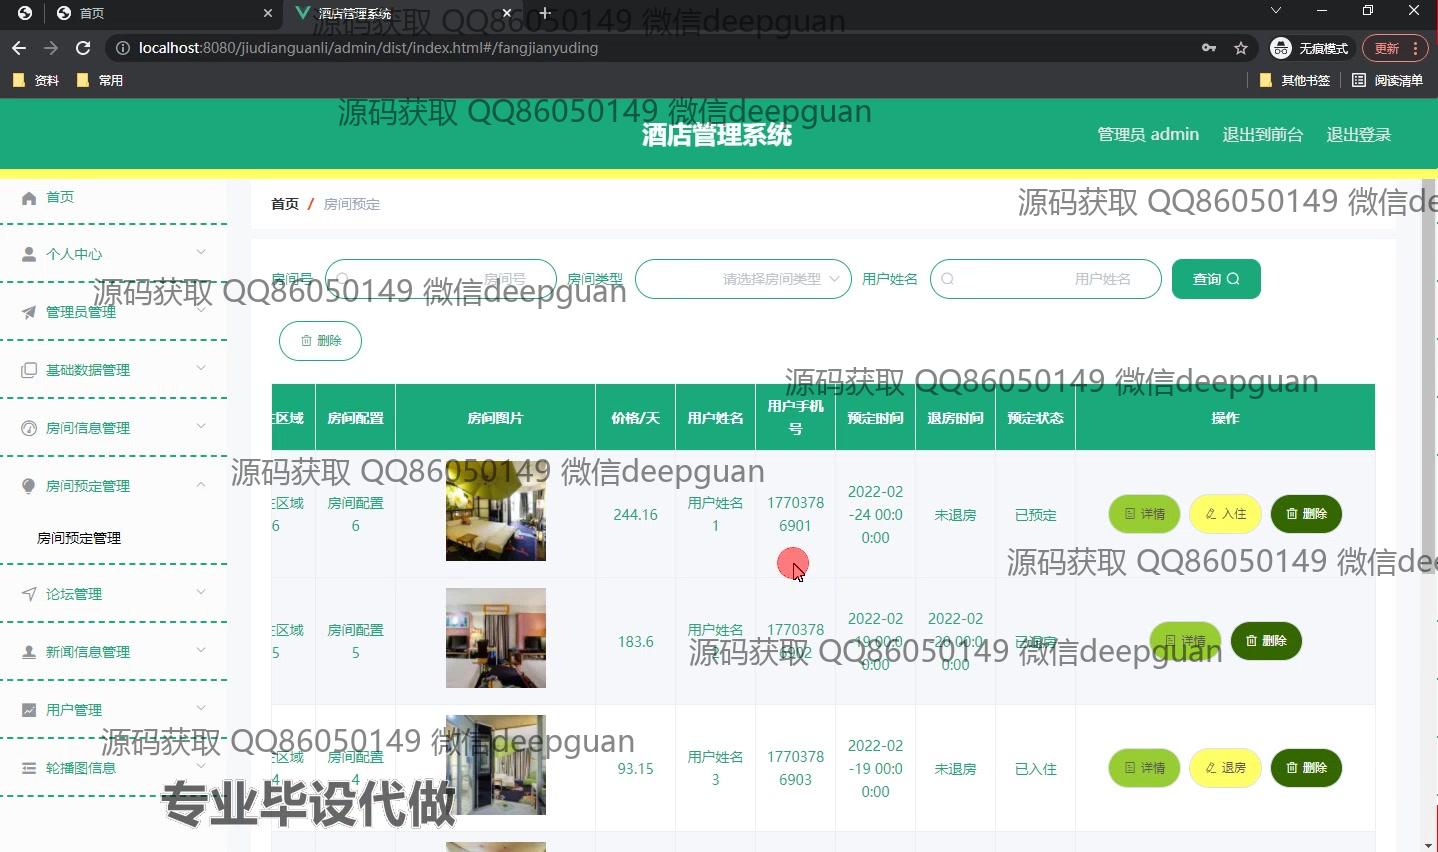 首页
酒店管理系统
localhost:8080/jiudianguanli/admin/dist/index.html#/fangjianyuding
无痕模式
更新
资料
常用
其他书签
阅读清单
源码获取 QQ86050149 微信deepguan
源码获取 QQ86050149 微信deepguan
酒店管理系统
管理员 admin
退出到前台
退出登录
首页
个人中心
管理员管理
基础数据管理
房间信息管理
房间预定管理
房间预定管理
论坛管理
新闻信息管理
用户管理
轮播图信息
首页 / 房间预定
源码获取 QQ86050149 微信de
房间号
房间号
房间类型
请选择房间类型
用户姓名
用户姓名
查询
源码获取 QQ86050149 微信deepguan
删除
源码获取 QQ86050149 微信deepguan
区域 房间配置 房间图片 价格/天 用户姓名 用户手机号 预定时间 退房时间 预定状态 操作
源码获取 QQ86050149 微信deepguan
区域6 房间配置6 244.16 用户姓名1 17703786901 2022-02-24 00:00:00 未退房 已预定 详情 入住 删除
源码获取 QQ86050149 微信de
区域5 房间配置5 183.6 用户姓名 1770378 2022-02-19 00:00:00 2022-02-20 00:00:00 已退房 详情 删除
源码获取 QQ86050149 微信deepguan
区域4 房间配置4 93.15 用户姓名3 17703786903 2022-02-19 00:00:00 未退房 已入住 详情 退房 删除
源码获取 QQ86050149 微信deepguan
专业毕设代做